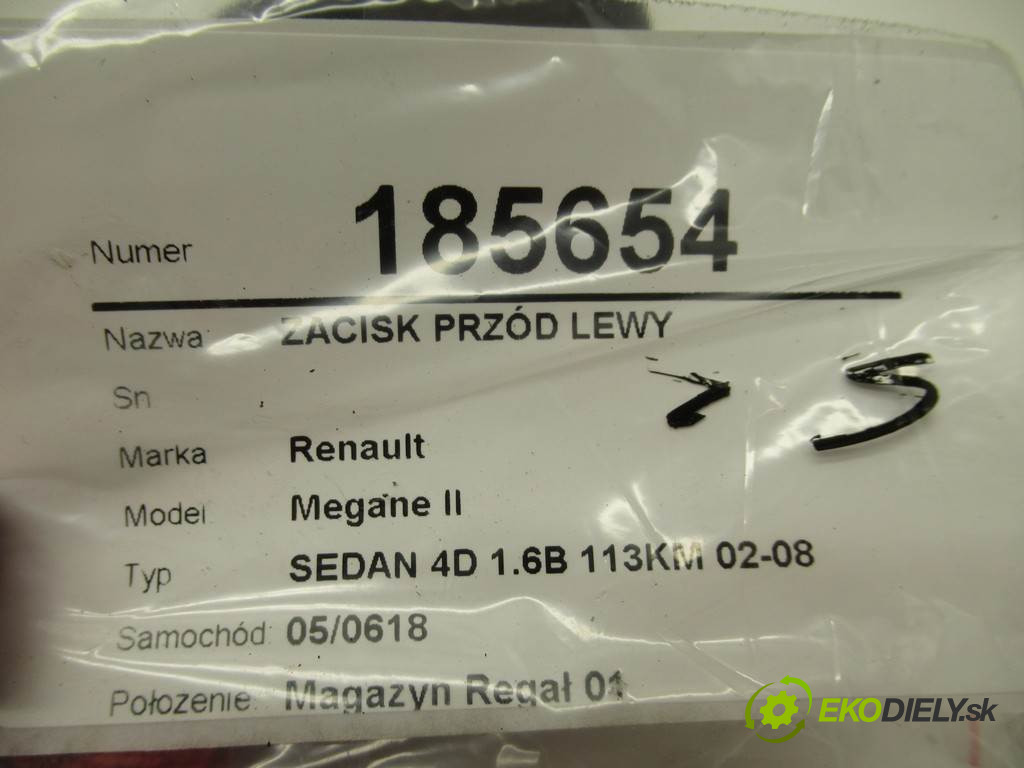 Numer 185654
Nazwa: ZACISK PRZÓD LEWY
Sn
Marka Renault
Model Megane II
Typ SEDAN 4D 1.6B 113KM 02-08
Samochód: 05/0618
Położenie: Magazyn Regał 01
EKODIELY.sk